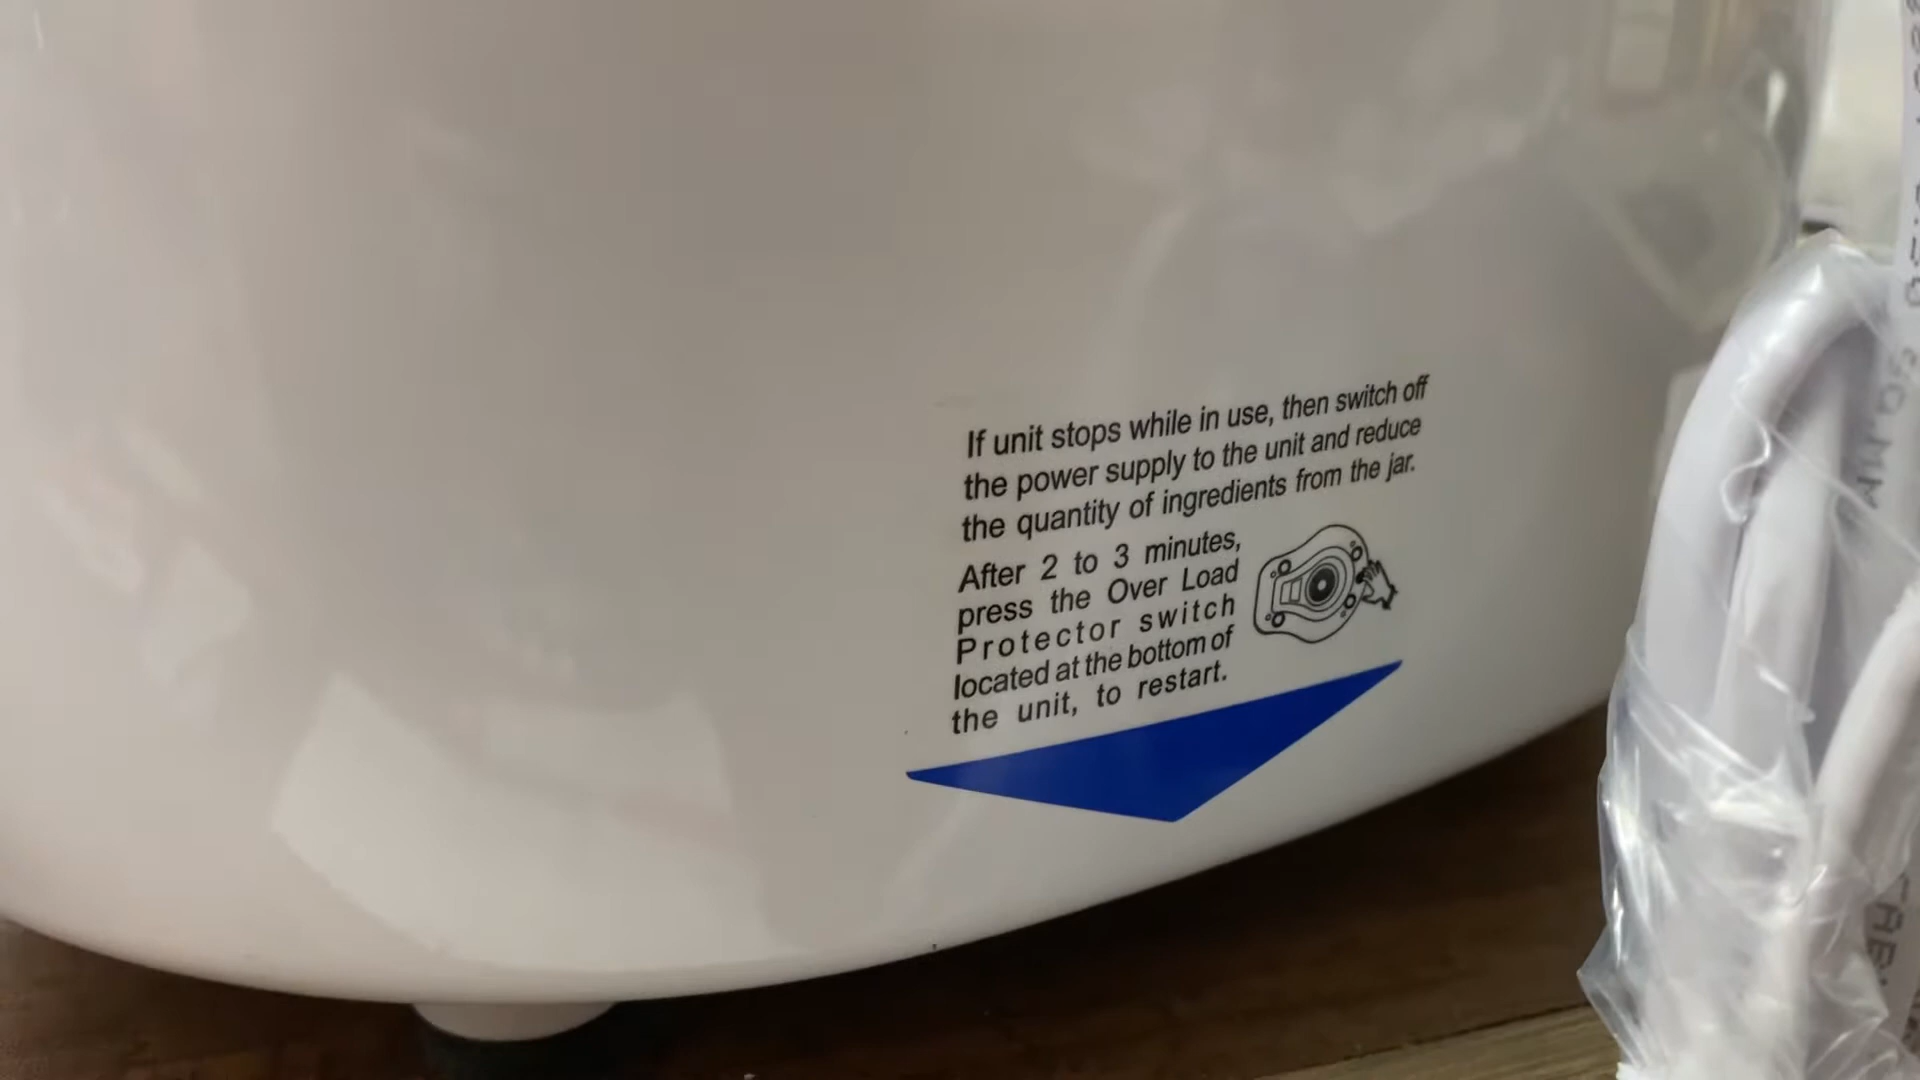 If unit stops while in use, then switch off
the power supply to the unit and reduce
the quantity of ingredients from the jar.
After 2 to 3 minutes,
press the Over Load
Protector switch
located at the bottom of
the unit, to restart.